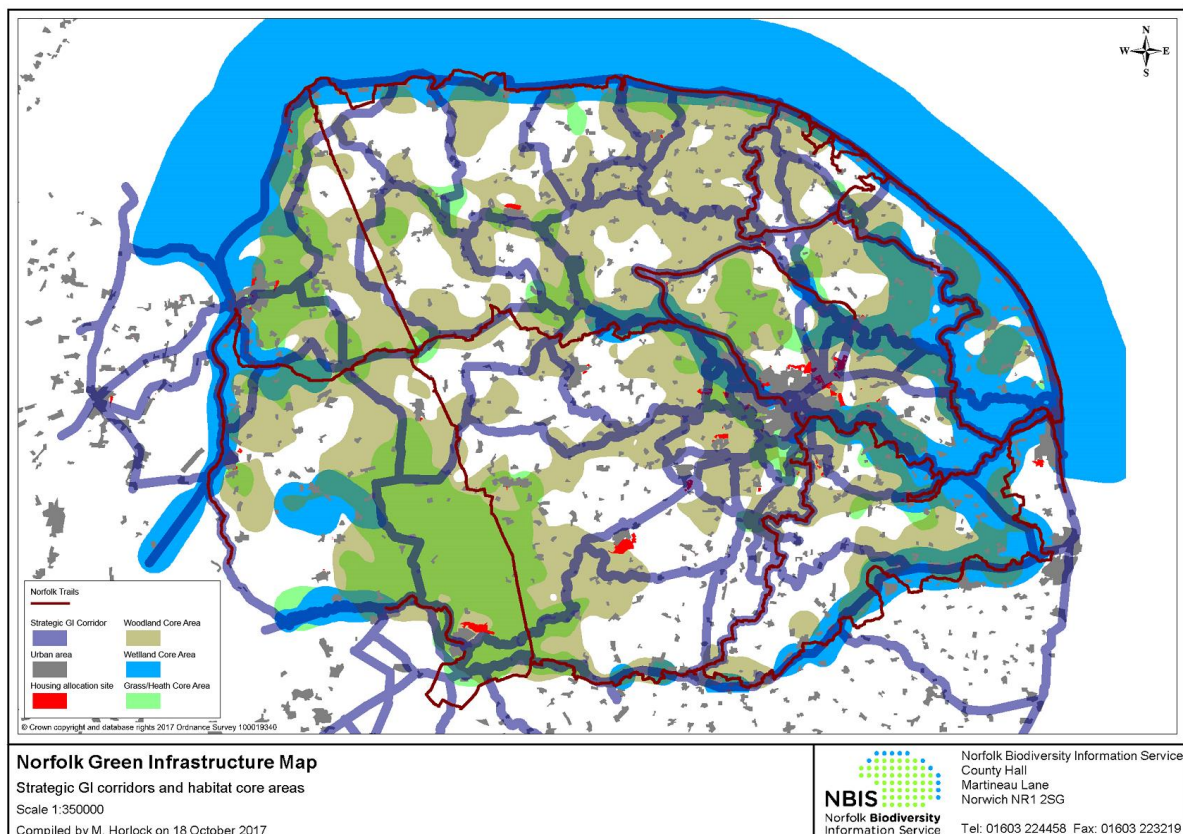 N
W E
S
Norfolk Trails
Strategic GI Corridor
Woodland Core Area
Urban area
Wetland Core Area
Housing allocation site
Grass/Heath Core Area
© Crown copyright and database rights 2017 Ordnance Survey 100019340
Norfolk Green Infrastructure Map
Strategic GI corridors and habitat core areas
Scale 1:350000
Compiled by M. Horlock on 18 October 2017
NBIS
Norfolk Biodiversity
Information Service
Norfolk Biodiversity Information Service
County Hall
Martineau Lane
Norwich NR1 2SG
Tel: 01603 224458 Fax: 01603 223219